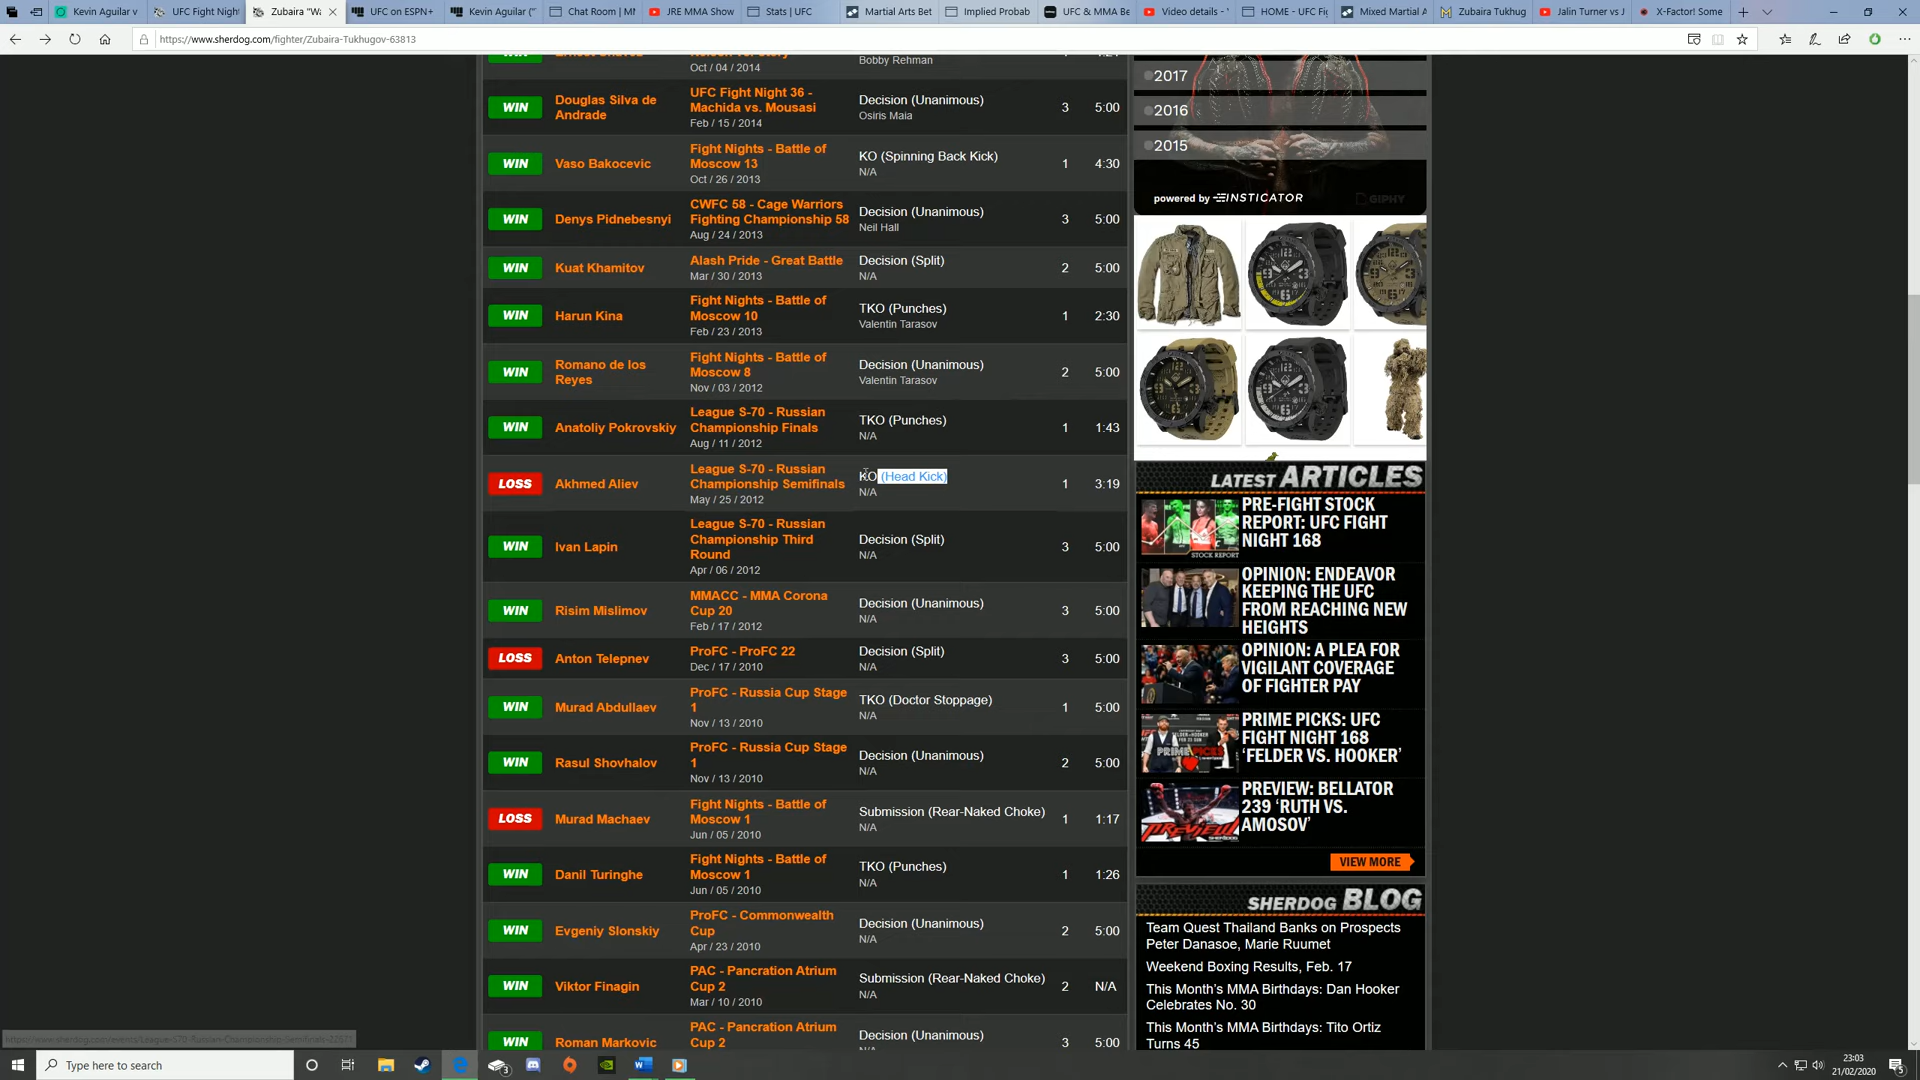 Kevin Aguilar v
UFC Fight Night
Zubaira "Wa
UFC on ESPN+
Kevin Aguilar ("
Chat Room | M
JRE MMA Show
Stats | UFC
Martial Arts Bet
Implied Probab
UFC & MMA Be
Video details - 
HOME - UFC Fig
Mixed Martial A
Zubaira Tukhug
Jalin Turner vs J
X-Factor! Some
https://www.sherdog.com/fighter/Zubaira-Tukhugov-63813
Oct / 04 / 2014
Bobby Rehman
WIN
Douglas Silva de
Andrade
UFC Fight Night 36 -
Machida vs. Mousasi
Feb / 15 / 2014
Decision (Unanimous)
Osiris Maia
3
5:00
WIN
Vaso Bakocevic
Fight Nights - Battle of
Moscow 13
Oct / 26 / 2013
KO (Spinning Back Kick)
N/A
1
4:30
WIN
Denys Pidnebesnyi
CWFC 58 - Cage Warriors
Fighting Championship 58
Aug / 24 / 2013
Decision (Unanimous)
Neil Hall
3
5:00
WIN
Kuat Khamitov
Alash Pride - Great Battle
Mar / 30 / 2013
Decision (Split)
N/A
2
5:00
WIN
Harun Kina
Fight Nights - Battle of
Moscow 10
Feb / 23 / 2013
TKO (Punches)
Valentin Tarasov
1
2:30
WIN
Romano de los
Reyes
Fight Nights - Battle of
Moscow 8
Nov / 03 / 2012
Decision (Unanimous)
Valentin Tarasov
2
5:00
WIN
Anatoliy Pokrovskiy
League S-70 - Russian
Championship Finals
Aug / 11 / 2012
TKO (Punches)
N/A
1
1:43
LOSS
Akhmed Aliev
League S-70 - Russian
Championship Semifinals
May / 25 / 2012
KO (Head Kick)
N/A
1
3:19
WIN
Ivan Lapin
League S-70 - Russian
Championship Third
Round
Apr / 06 / 2012
Decision (Split)
N/A
3
5:00
WIN
Risim Mislimov
MMACC - MMA Corona
Cup 20
Feb / 17 / 2012
Decision (Unanimous)
N/A
3
5:00
LOSS
Anton Telepnev
ProFC - ProFC 22
Dec / 17 / 2010
Decision (Split)
N/A
3
5:00
WIN
Murad Abdullaev
ProFC - Russia Cup Stage
1
Nov / 13 / 2010
TKO (Doctor Stoppage)
N/A
1
5:00
WIN
Rasul Shovhalov
ProFC - Russia Cup Stage
1
Nov / 13 / 2010
Decision (Unanimous)
N/A
2
5:00
LOSS
Murad Machaev
Fight Nights - Battle of
Moscow 1
Jun / 05 / 2010
Submission (Rear-Naked Choke)
N/A
1
1:17
WIN
Danil Turinghe
Fight Nights - Battle of
Moscow 1
Jun / 05 / 2010
TKO (Punches)
N/A
1
1:26
WIN
Evgeniy Slonskiy
ProFC - Commonwealth
Cup
Apr / 23 / 2010
Decision (Unanimous)
N/A
2
5:00
WIN
Viktor Finagin
PAC - Pancration Atrium
Cup 2
Mar / 10 / 2010
Submission (Rear-Naked Choke)
N/A
2
N/A
WIN
Roman Markovic
PAC - Pancration Atrium
Cup 2
Decision (Unanimous)
3
5:00
2017
2016
2015
powered by INSTICATOR
GIPHY
LATEST ARTICLES
STOCK REPORT
PRE-FIGHT STOCK
REPORT: UFC FIGHT
NIGHT 168
OPINION: ENDEAVOR
KEEPING THE UFC
FROM REACHING NEW
HEIGHTS
OPINION: A PLEA FOR
VIGILANT COVERAGE
OF FIGHTER PAY
PRIME PICKS
PRIME PICKS: UFC
FIGHT NIGHT 168
'FELDER VS. HOOKER'
PREVIEW
PREVIEW: BELLATOR
239 'RUTH VS.
AMOSOV'
VIEW MORE
SHERDOG BLOG
Team Quest Thailand Banks on Prospects
Peter Danasoe, Marie Ruumet
Weekend Boxing Results, Feb. 17
This Month's MMA Birthdays: Dan Hooker
Celebrates No. 30
This Month's MMA Birthdays: Tito Ortiz
Turns 45
https://www.sherdog.com/events/League-S70-Russian-Championship-Semifinals-22571
Type here to search
3
23:03
21/02/2020
5